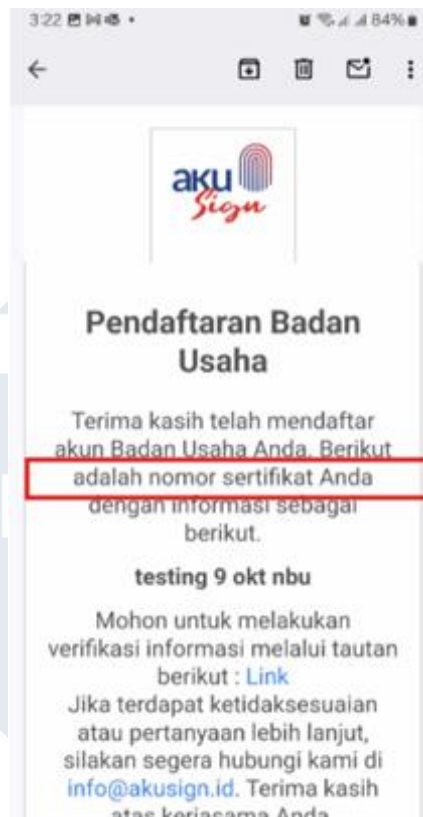 3:22
84%
aku
Sign
Pendaftaran Badan
Usaha
Terima kasih telah mendaftar
akun Badan Usaha Anda. Berikut
adalah nomor sertifikat Anda
dengan informasi sebagai
berikut.
testing 9 okt nbu
Mohon untuk melakukan
verifikasi informasi melalui tautan
berikut : Link
Jika terdapat ketidaksesuaian
atau pertanyaan lebih lanjut,
silakan segera hubungi kami di
info@akusign.id. Terima kasih
atas kerjasama Anda